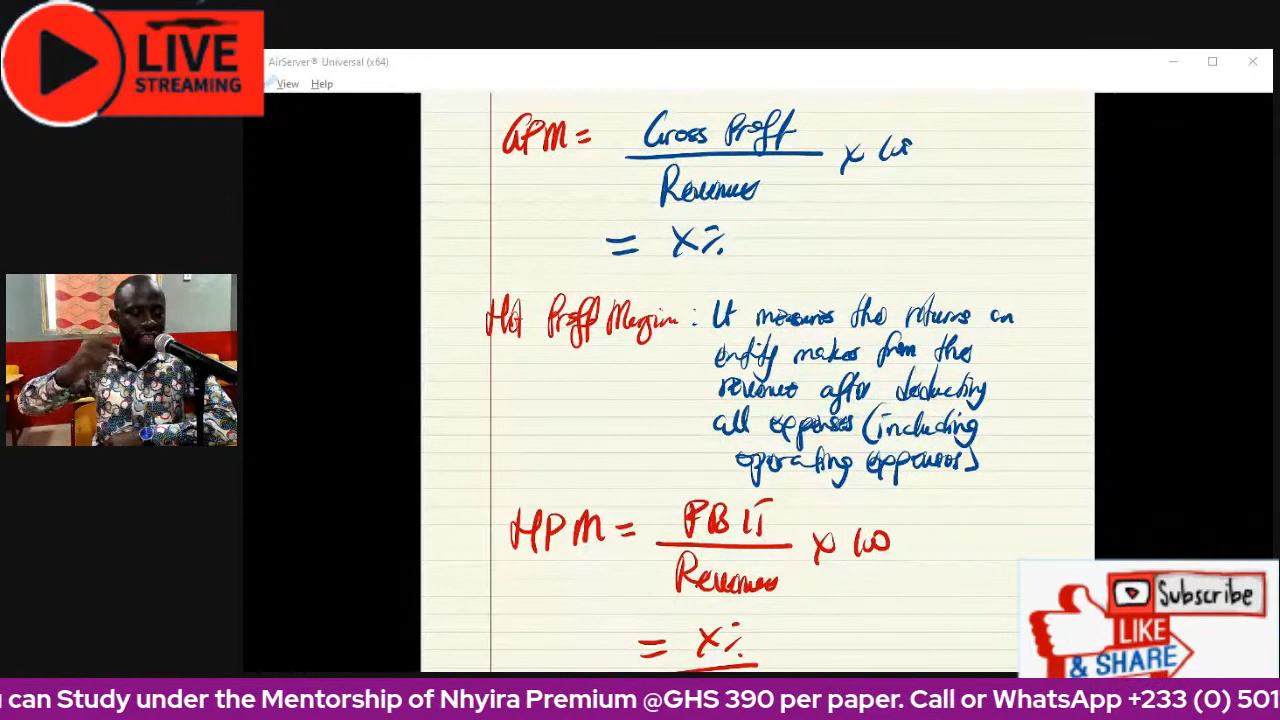 LIVE
STREAMING
AirServer® Universal (x64)
View Help
GPM = Gross Profit
Revenue
x 100
= X%
Net Profit Margin : It measures the returns an
entity makes from the
revenue after deducting
all expenses (including
operating expenses)
NPM = PBIT
Revenue
x 100
= X%
Subscribe
LIKE
& SHARE
u can Study under the Mentorship of Nhyira Premium @GHS 390 per paper. Call or WhatsApp +233 (0) 501